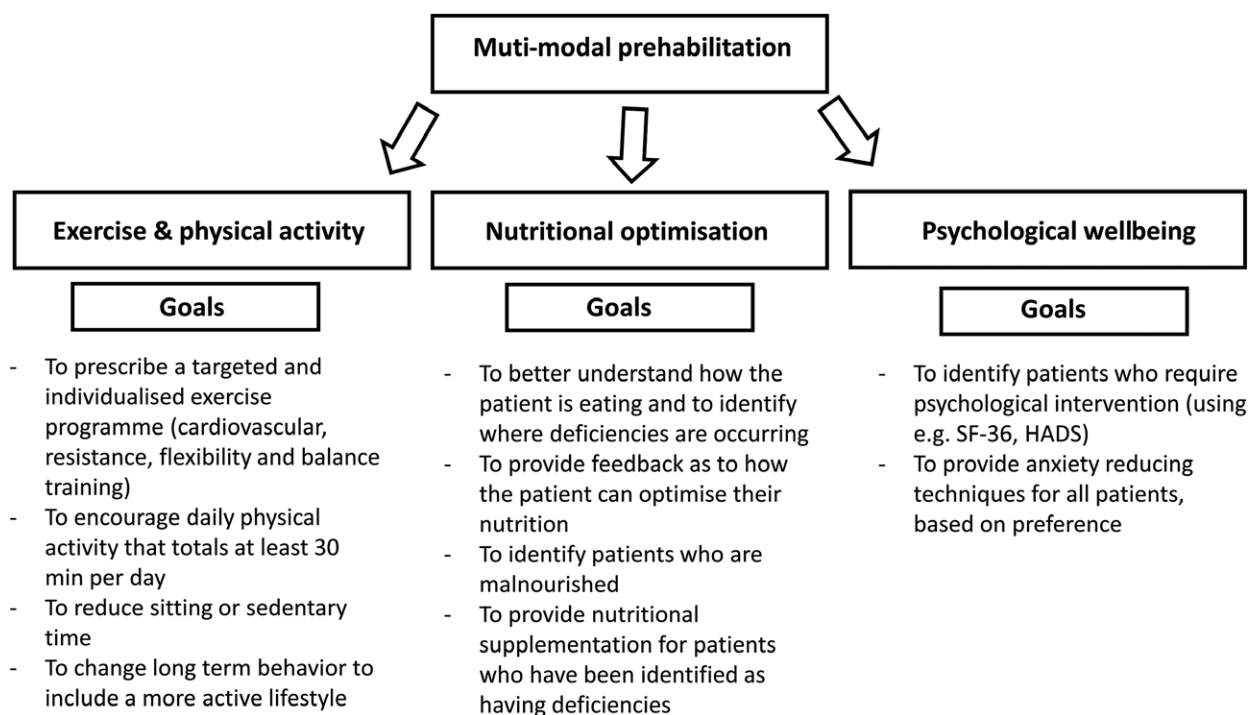 Muti-modal prehabilitation
Exercise & physical activity
Goals
- To prescribe a targeted and
individualised exercise
programme (cardiovascular,
resistance, flexibility and balance
training)
- To encourage daily physical
activity that totals at least 30
min per day
- To reduce sitting or sedentary
time
- To change long term behavior to
include a more active lifestyle
Nutritional optimisation
Goals
- To better understand how the
patient is eating and to identify
where deficiencies are occurring
- To provide feedback as to how
the patient can optimise their
nutrition
- To identify patients who are
malnourished
- To provide nutritional
supplementation for patients
who have been identified as
having deficiencies
Psychological wellbeing
Goals
- To identify patients who require
psychological intervention (using
e.g. SF-36, HADS)
- To provide anxiety reducing
techniques for all patients,
based on preference